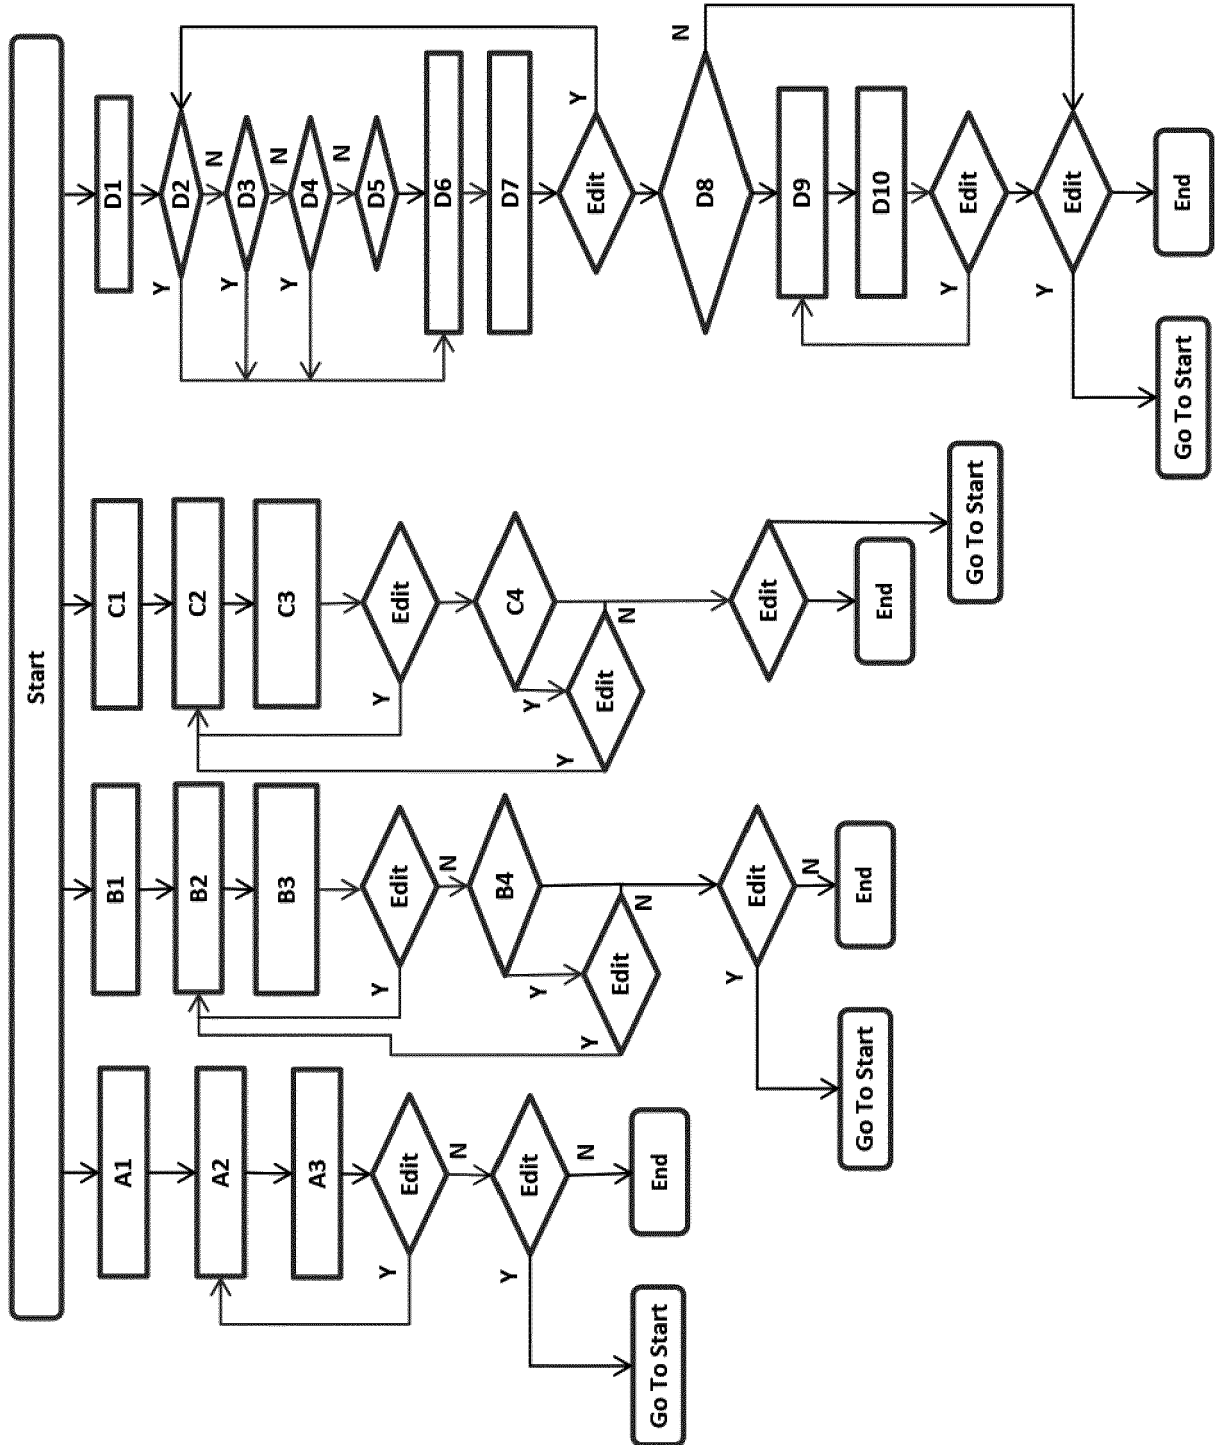 Start
A1
A2
A3
Edit
Y
N
Edit
Y
N
Go To Start
End
B1
B2
B3
Edit
Y
N
B4
Y
Edit
Y
N
Edit
Y
N
Go To Start
End
C1
C2
C3
Edit
Y
C4
Y
Edit
Y
N
Edit
End
Go To Start
D1
D2
Y
N
D3
Y
N
D4
Y
N
D5
D6
D7
Edit
Y
D8
N
D9
D10
Edit
Y
Edit
Y
Go To Start
End